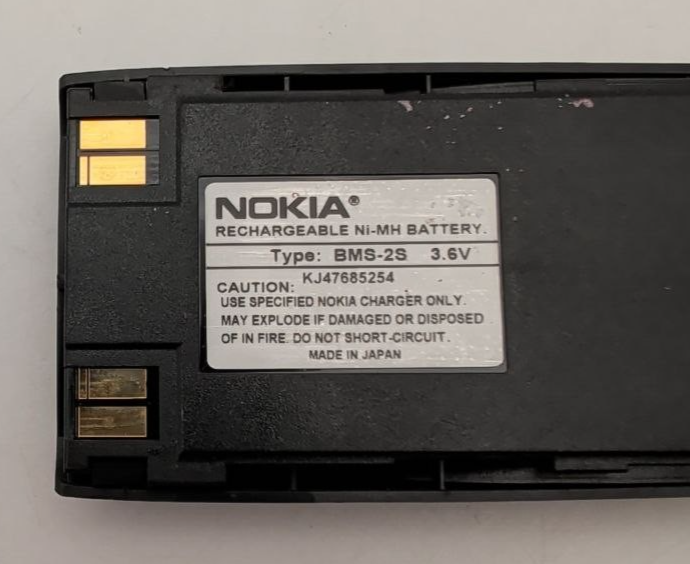 NOKIA®
RECHARGEABLE Ni-MH BATTERY.
Type: BMS-2S 3.6V
KJ47685254
CAUTION:
USE SPECIFIED NOKIA CHARGER ONLY.
MAY EXPLODE IF DAMAGED OR DISPOSED
OF IN FIRE. DO NOT SHORT-CIRCUIT.
MADE IN JAPAN